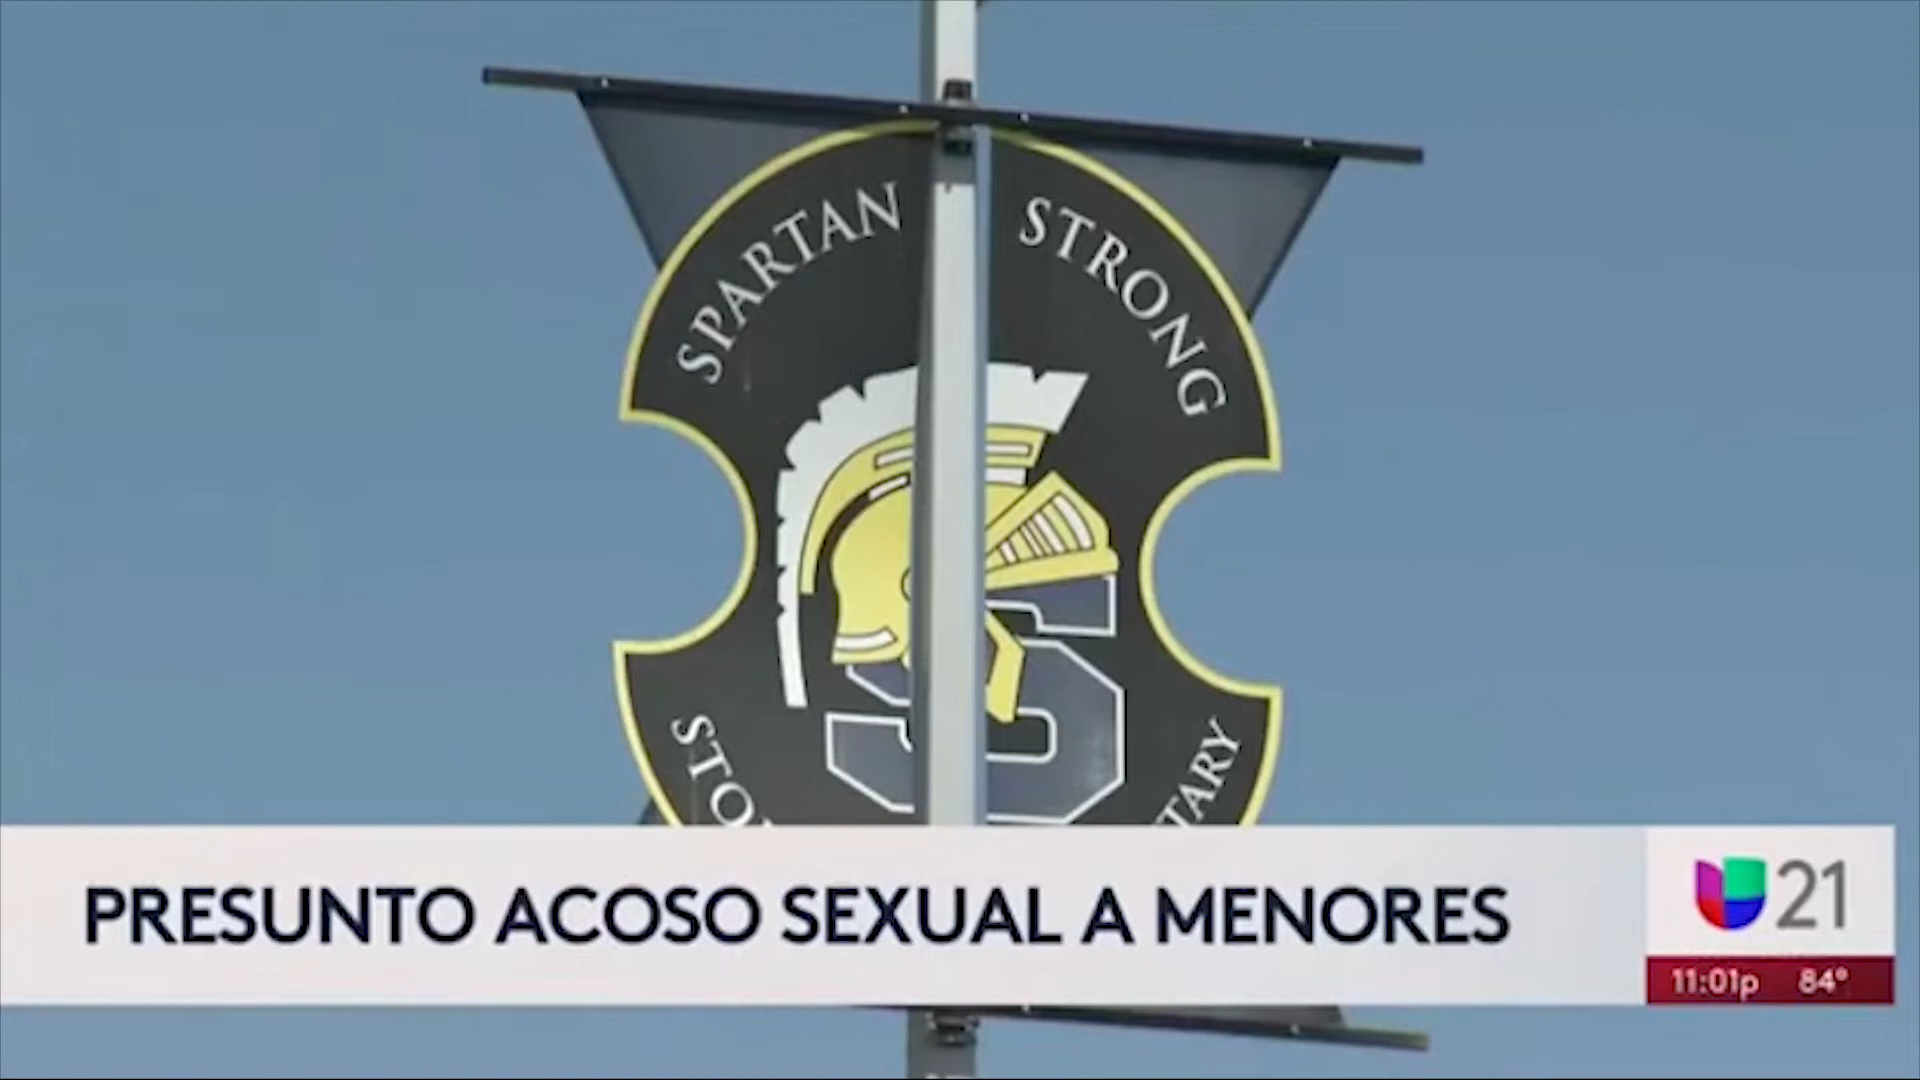 SPARTAN STRONG
PRESUNTO ACOSO SEXUAL A MENORES
21
11:01p 84°